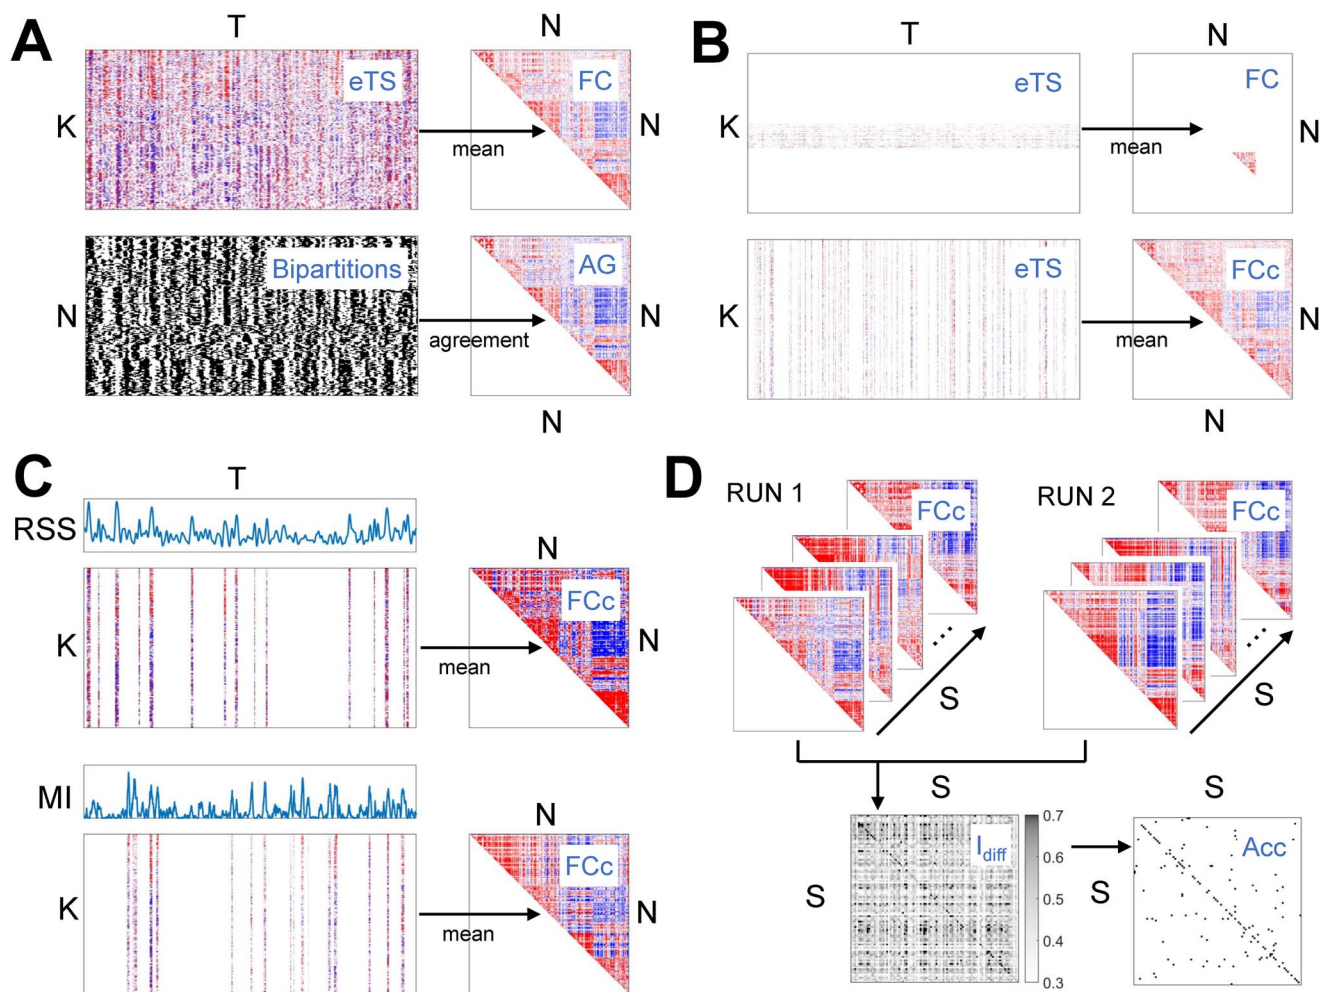 A
T
N
eTS
FC
K
mean
N
Bipartitions
AG
N
agreement
N
N
B
T
N
eTS
FC
K
mean
N
eTS
FCc
K
mean
N
N
C
T
RSS
N
FCc
K
mean
N
MI
N
FCc
K
mean
N
D
RUN 1
FCc
...
S
RUN 2
FCc
...
S
S
S
Idiff
0.7
0.6
0.5
0.4
0.3
S
S
Acc